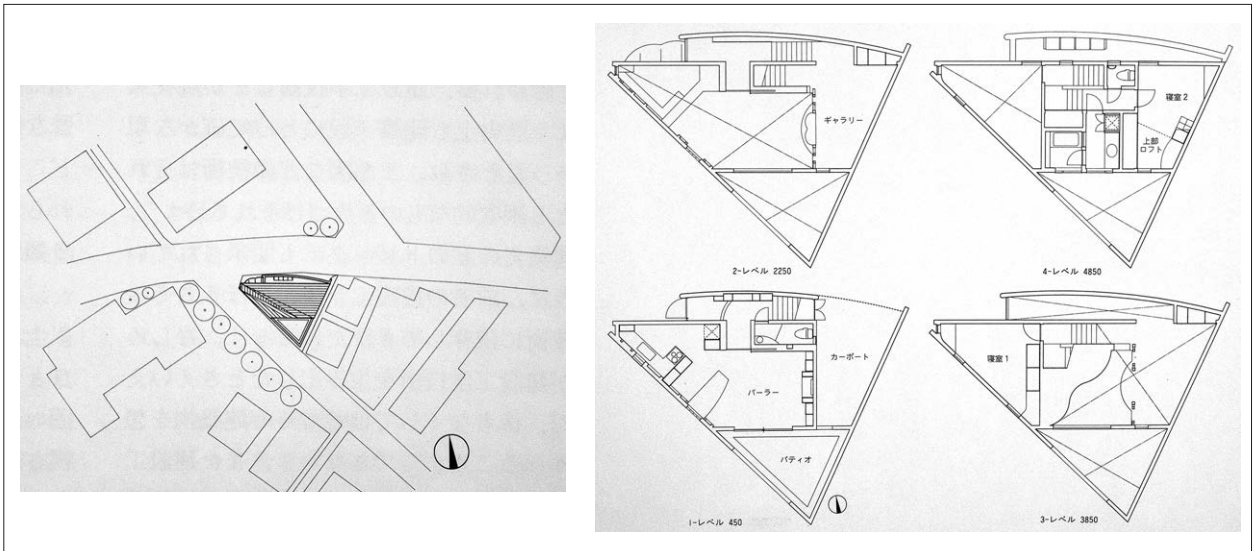 ギャラリー
2-レベル 2250
寝室2
上部
ロフト
4-レベル 4850
カーポート
パーラー
パティオ
1-レベル 450
寝室1
3-レベル 3850